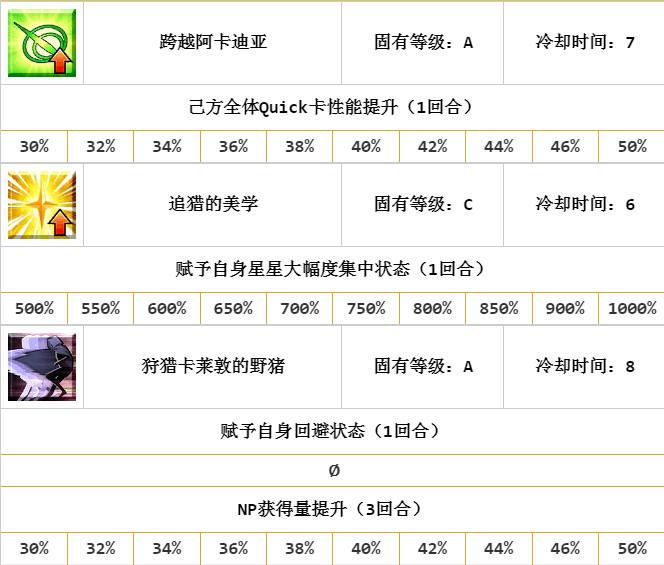 跨越阿卡迪亚 固有等级：A 冷却时间：7
己方全体Quick卡性能提升（1回合）
30% 32% 34% 36% 38% 40% 42% 44% 46% 50%
追猎的美学 固有等级：C 冷却时间：6
赋予自身星星大幅度集中状态（1回合）
500% 550% 600% 650% 700% 750% 800% 850% 900% 1000%
狩猎卡莱敦的野猪 固有等级：A 冷却时间：8
赋予自身回避状态（1回合）
Ø
NP获得量提升（3回合）
30% 32% 34% 36% 38% 40% 42% 44% 46% 50%